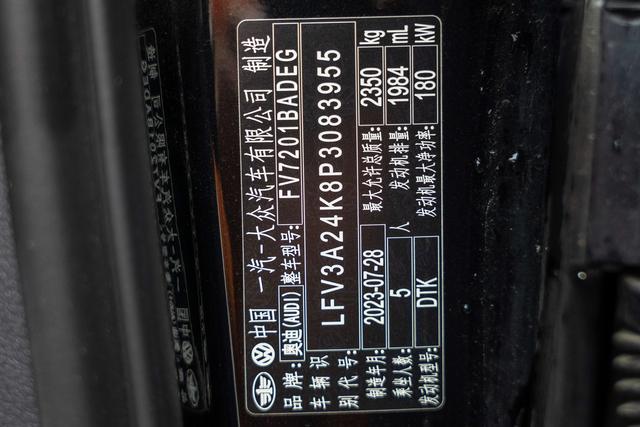 中国 一汽-大众汽车有限公司 制造
品牌: 奥迪(AUDI) 整车型号: FV7201BADEG
车辆识别代号: LFV3A24K8P3083955
制造年月: 2023-07-28 最大允许总质量: 2350 kg
乘坐人数: 5 人 发动机排量: 1984 mL
发动机型号: DTK 发动机最大净功率: 180 kW